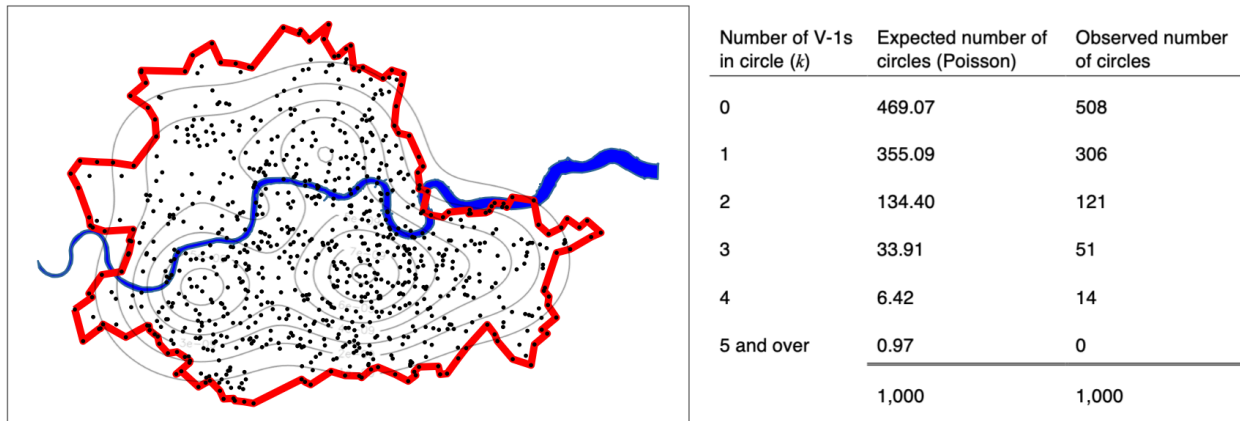 Number of V-1s in circle (k) Expected number of circles (Poisson) Observed number of circles
0 469.07 508
1 355.09 306
2 134.40 121
3 33.91 51
4 6.42 14
5 and over 0.97 0
1,000 1,000